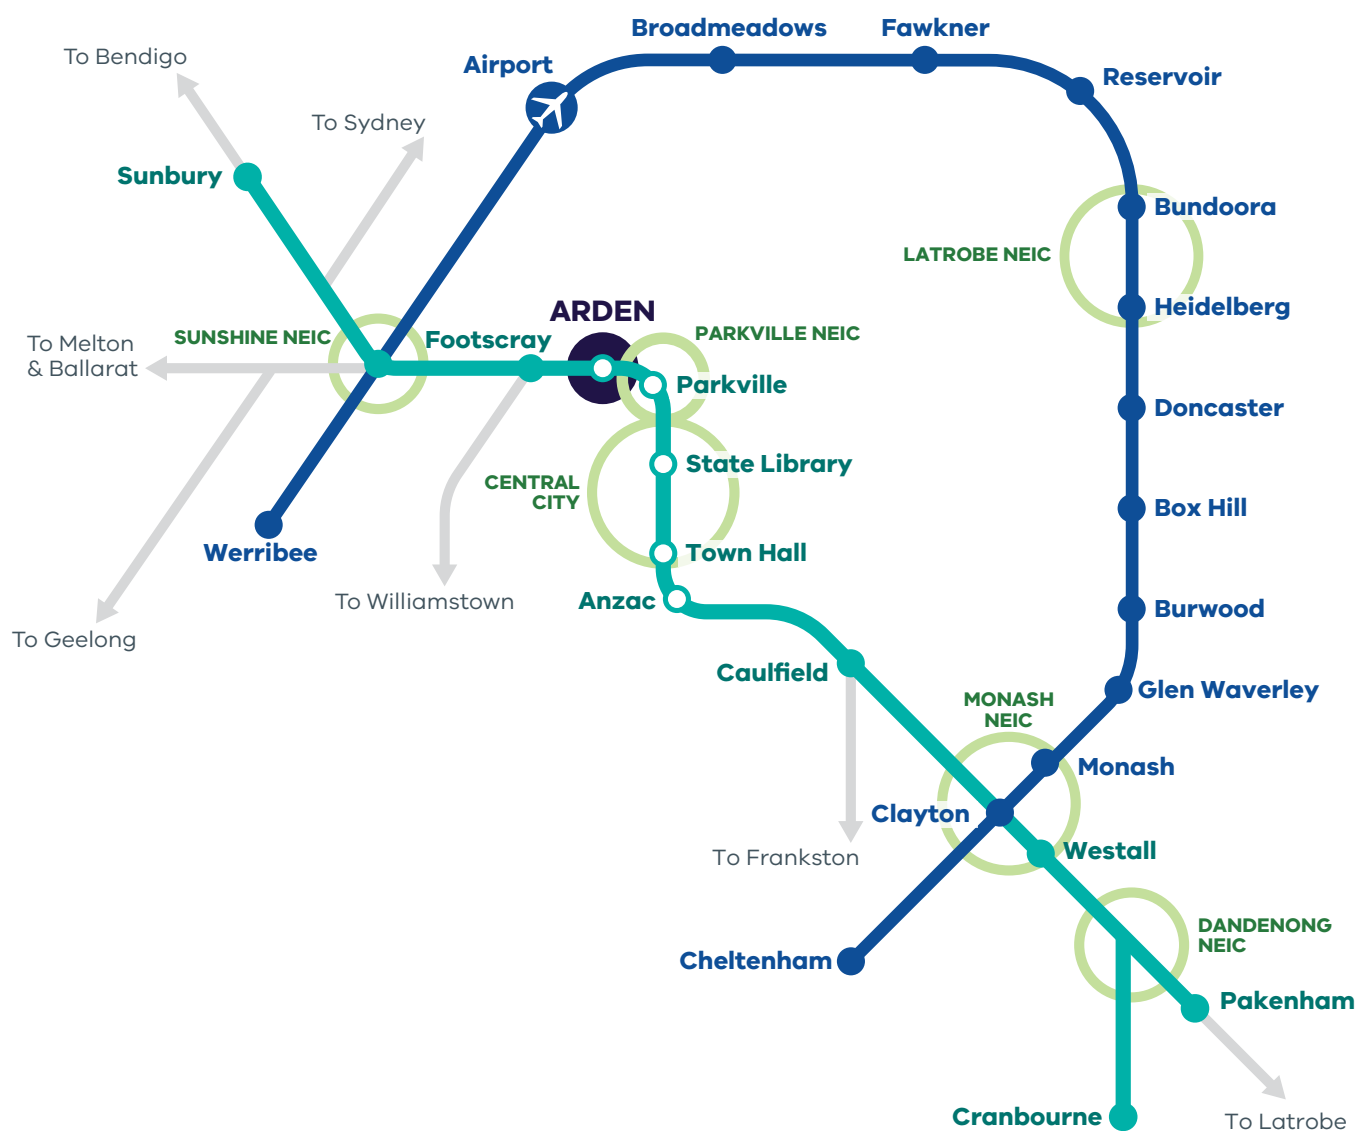 Broadmeadows
Fawkner
To Bendigo
Airport
Reservoir
To Sydney
Sunbury
Bundoora
LATROBE NEIC
Heidelberg
ARDEN
SUNSHINE NEIC
Footscray
PARKVILLE NEIC
To Melton
& Ballarat
Parkville
Doncaster
State Library
CENTRAL
CITY
Box Hill
Werribee
Town Hall
To Williamstown
Anzac
Burwood
To Geelong
Caulfield
Glen Waverley
MONASH
NEIC
Monash
Clayton
Westall
To Frankston
DANDENONG
NEIC
Cheltenham
Pakenham
Cranbourne
To Latrobe